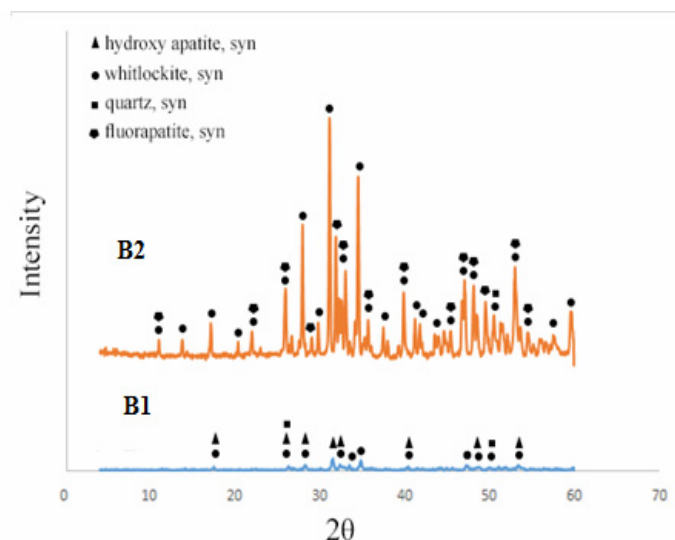 hydroxy apatite, syn
whitlockite, syn
quartz, syn
fluorapatite, syn
Intensity
B2
B1
0 10 20 30 40 50 60 70
2θ